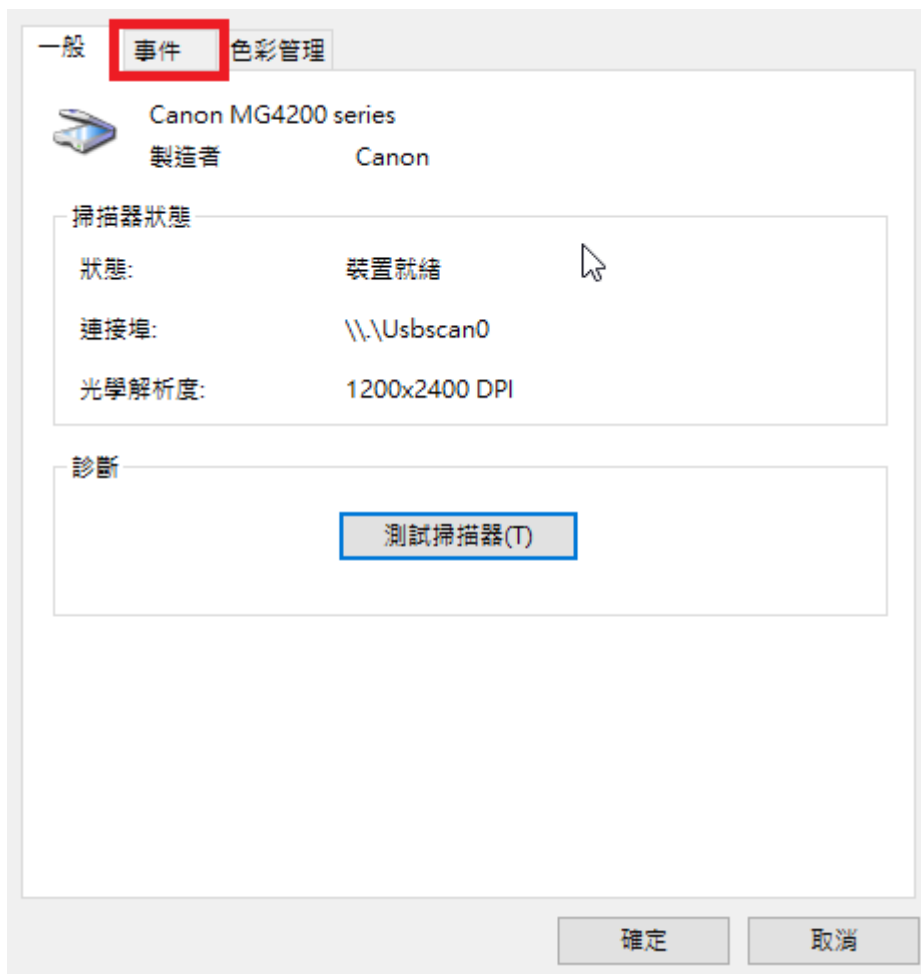 一般 事件 色彩管理
Canon MG4200 series
製造者 Canon
掃描器狀態
狀態: 裝置就緒
連接埠: \\.\Usbscan0
光學解析度: 1200x2400 DPI
診斷
測試掃描器(T)
確定 取消